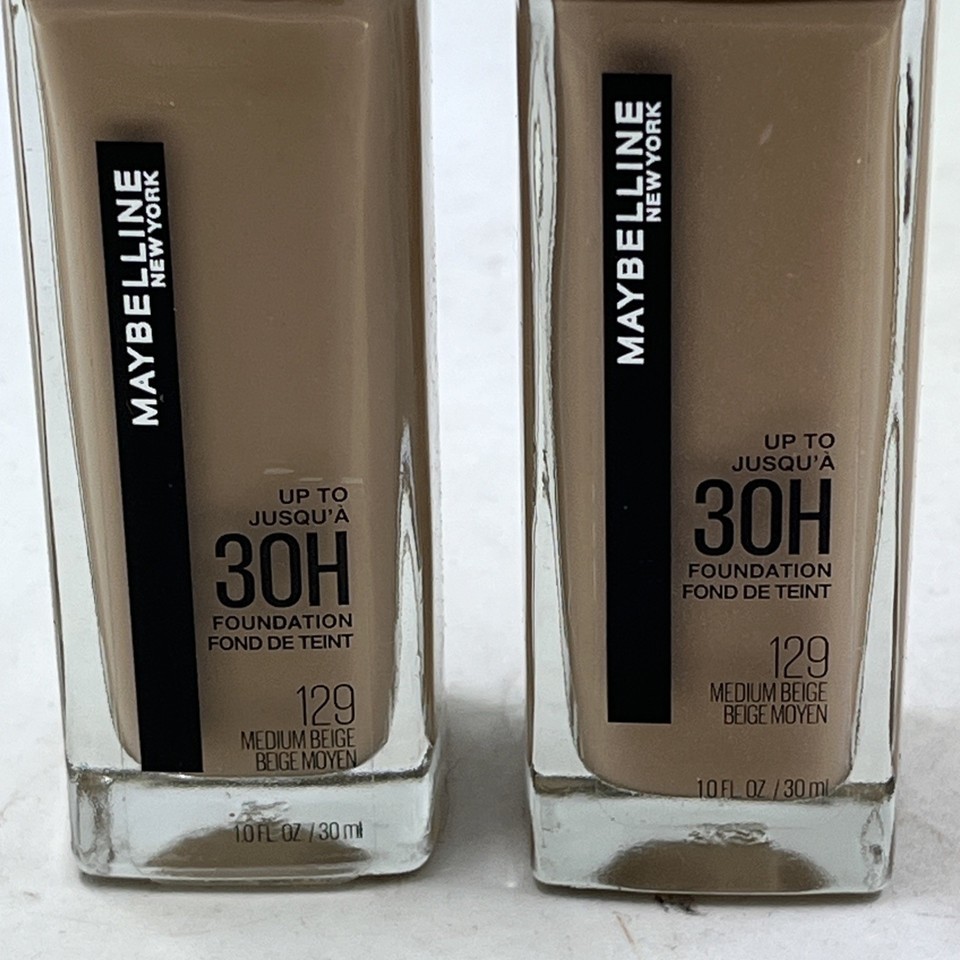 MAYBELLINE
NEW YORK
UP TO
JUSQU'À
30H
FOUNDATION
FOND DE TEINT
129
MEDIUM BEIGE
BEIGE MOYEN
1.0 FL. OZ / 30 ml
MAYBELLINE
NEW YORK
UP TO
JUSQU'À
30H
FOUNDATION
FOND DE TEINT
129
MEDIUM BEIGE
BEIGE MOYEN
1.0 FL. OZ / 30 ml